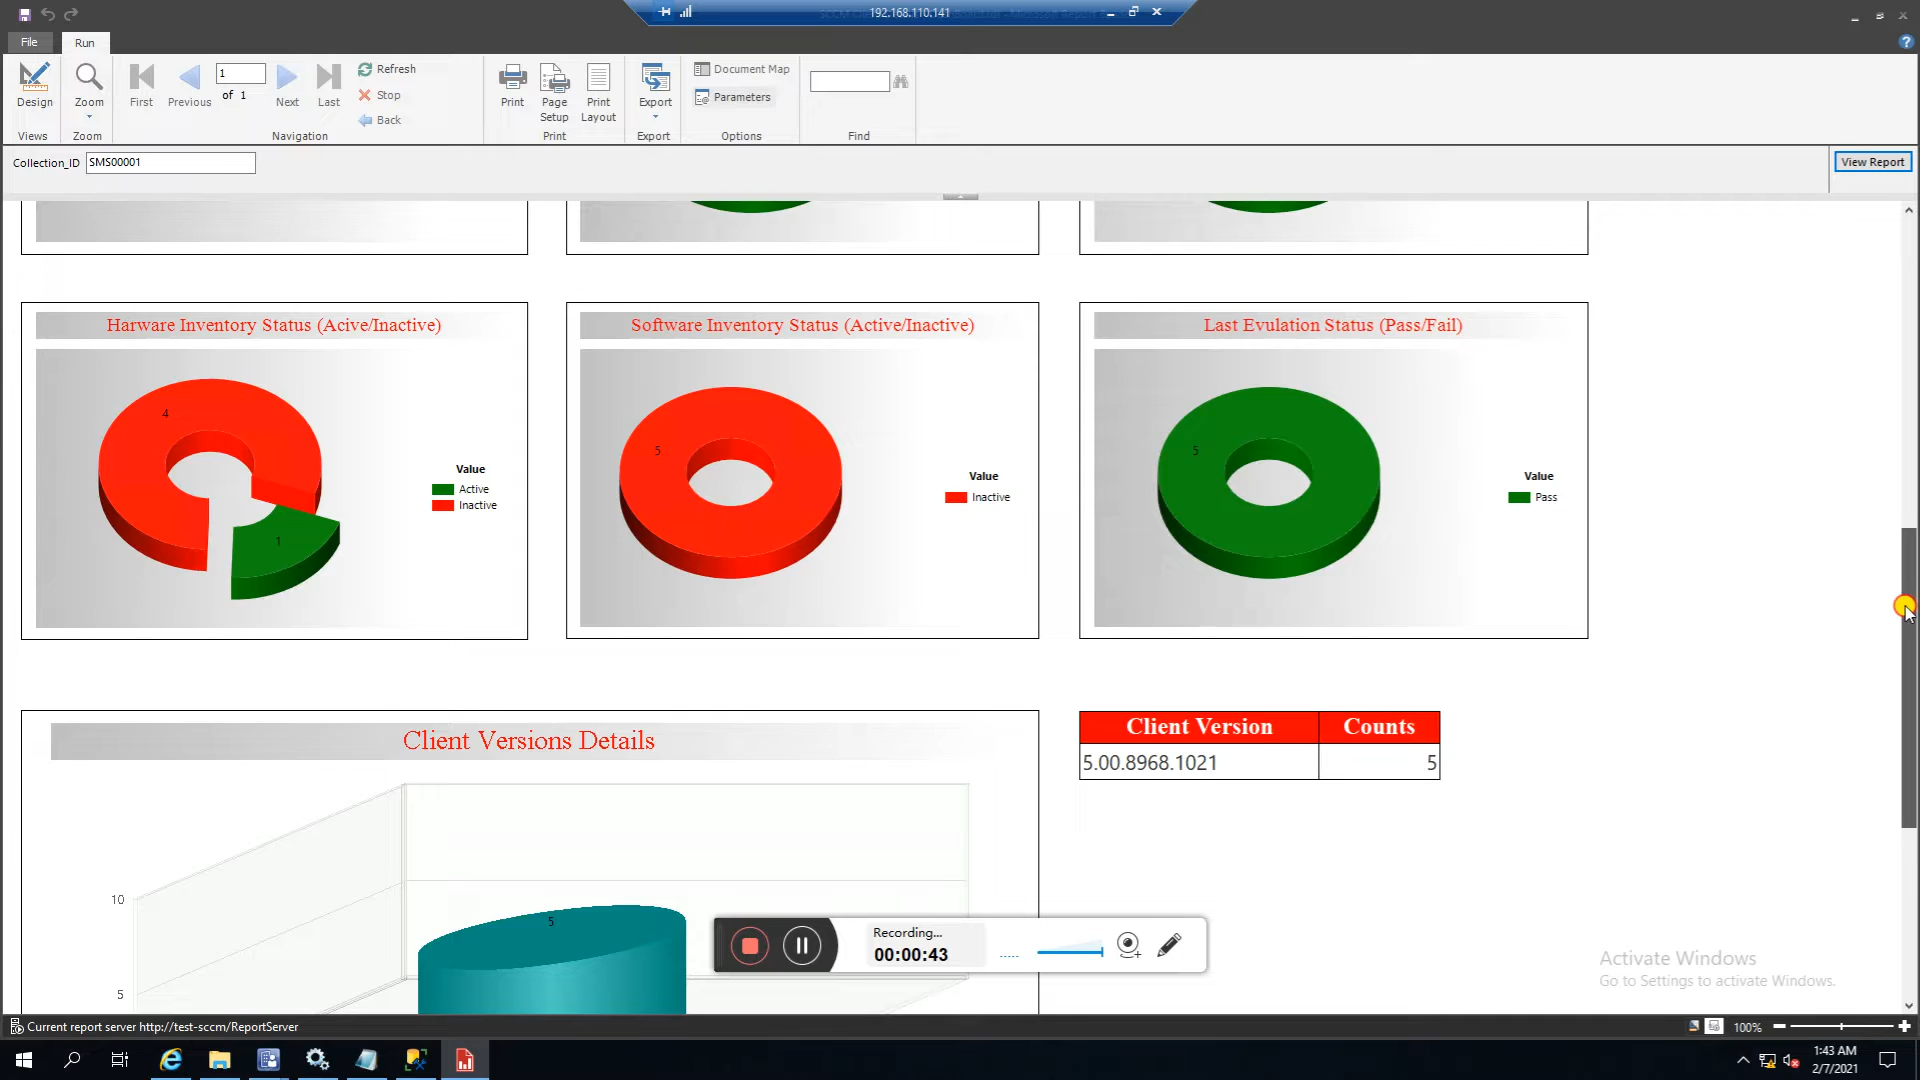 192.168.110.141
File
Run
Design
Zoom
First
Previous
1
of 1
Next
Last
Refresh
Stop
Back
Print
Page Setup
Print Layout
Export
Document Map
Parameters
Views
Zoom
Navigation
Print
Export
Options
Find
Collection_ID
SMS00001
View Report
Harware Inventory Status (Acive/Inactive)
4
1
Value
Active
Inactive
Software Inventory Status (Active/Inactive)
5
Value
Inactive
Last Evulation Status (Pass/Fail)
5
Value
Pass
Client Versions Details
10
5
5
Client Version Counts
5.00.8968.1021 5
Recording...
00:00:43
Activate Windows
Go to Settings to activate Windows.
Current report server http://test-sccm/ReportServer
100%
1:43 AM
2/7/2021